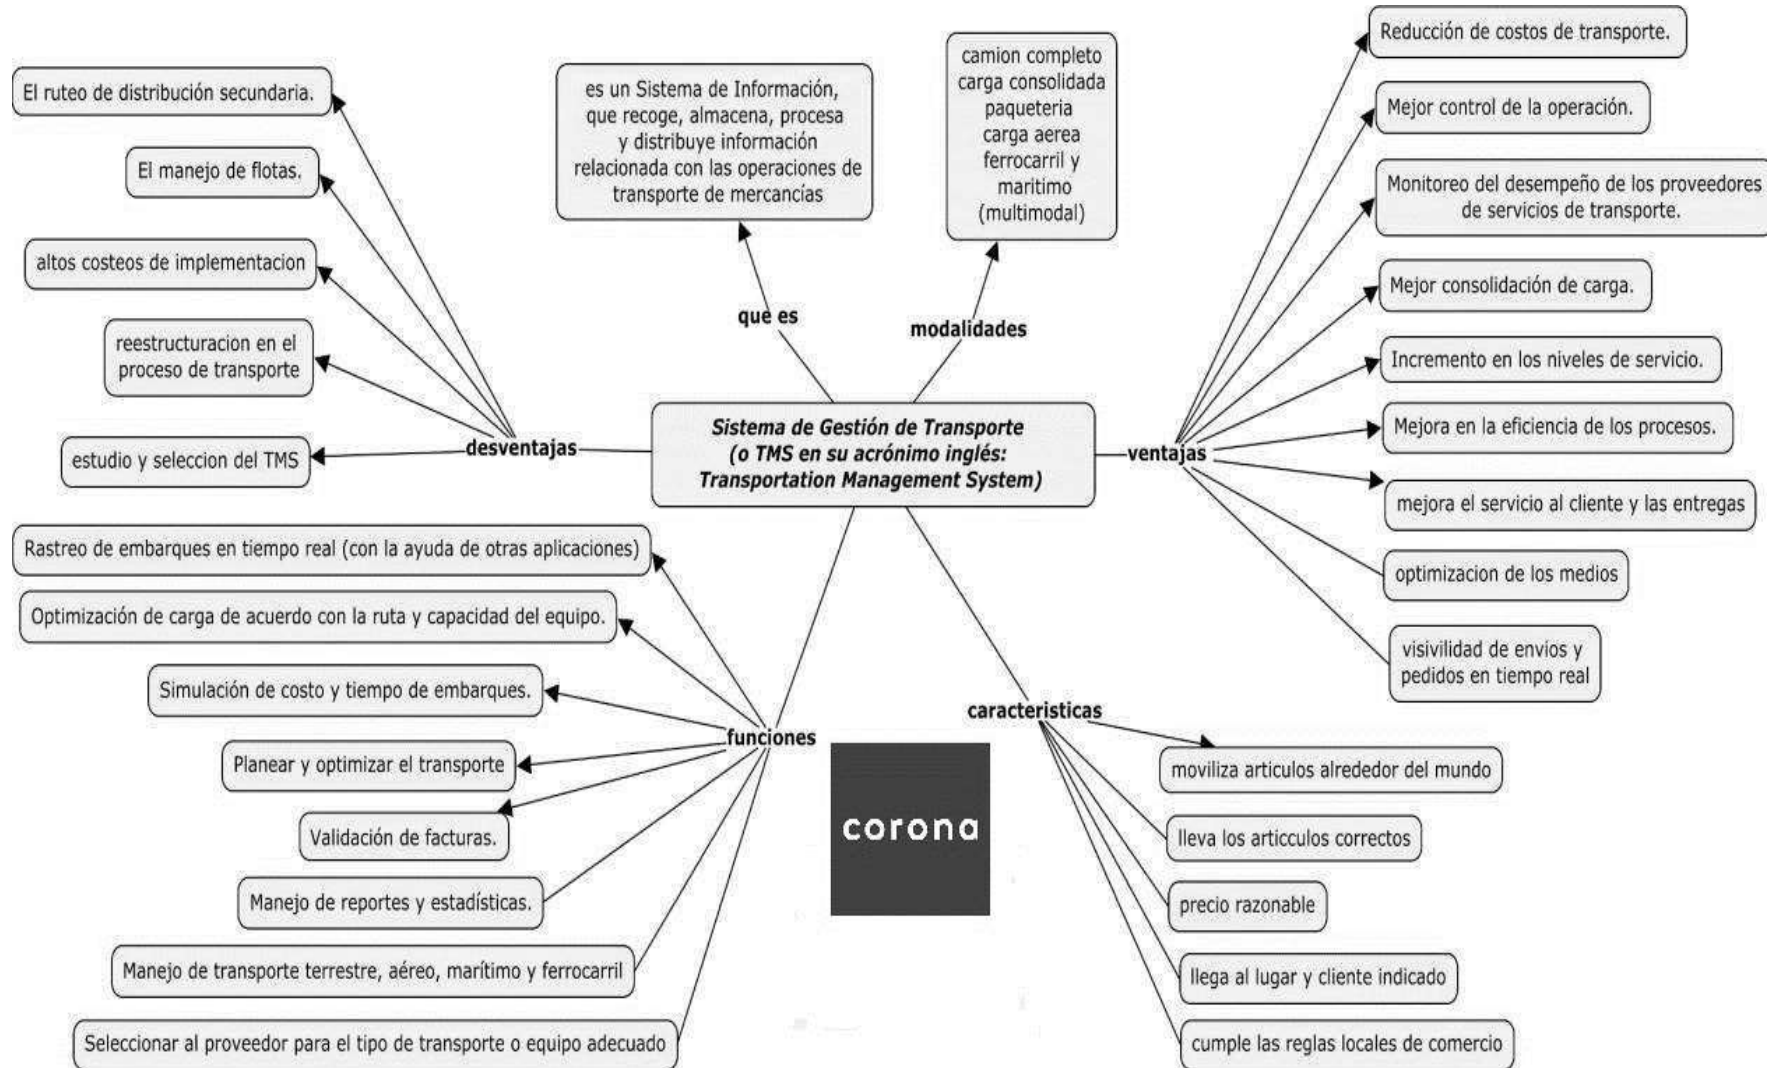 Reducción de costos de transporte.
camion completo
carga consolidada
paqueteria
carga aerea
ferrocarril y
maritimo
(multimodal)
es un Sistema de Información,
que recoge, almacena, procesa
y distribuye información
relacionada con las operaciones de
transporte de mercancías
El ruteo de distribución secundaria.
Mejor control de la operación.
El manejo de flotas.
Monitoreo del desempeño de los proveedores
de servicios de transporte.
altos costeos de implementacion
Mejor consolidación de carga.
que es
modalidades
reestructuracion en el
proceso de transporte
Incremento en los niveles de servicio.
Sistema de Gestión de Transporte
(o TMS en su acrónimo inglés:
Transportation Management System)
desventajas
ventajas
Mejora en la eficiencia de los procesos.
estudio y seleccion del TMS
mejora el servicio al cliente y las entregas
Rastreo de embarques en tiempo real (con la ayuda de otras aplicaciones)
optimizacion de los medios
Optimización de carga de acuerdo con la ruta y capacidad del equipo.
visivilidad de envios y
pedidos en tiempo real
Simulación de costo y tiempo de embarques.
caracteristicas
funciones
Planear y optimizar el transporte
moviliza articulos alrededor del mundo
Validación de facturas.
corona
lleva los articculos correctos
Manejo de reportes y estadísticas.
precio razonable
Manejo de transporte terrestre, aéreo, marítimo y ferrocarril
llega al lugar y cliente indicado
Seleccionar al proveedor para el tipo de transporte o equipo adecuado
cumple las reglas locales de comercio